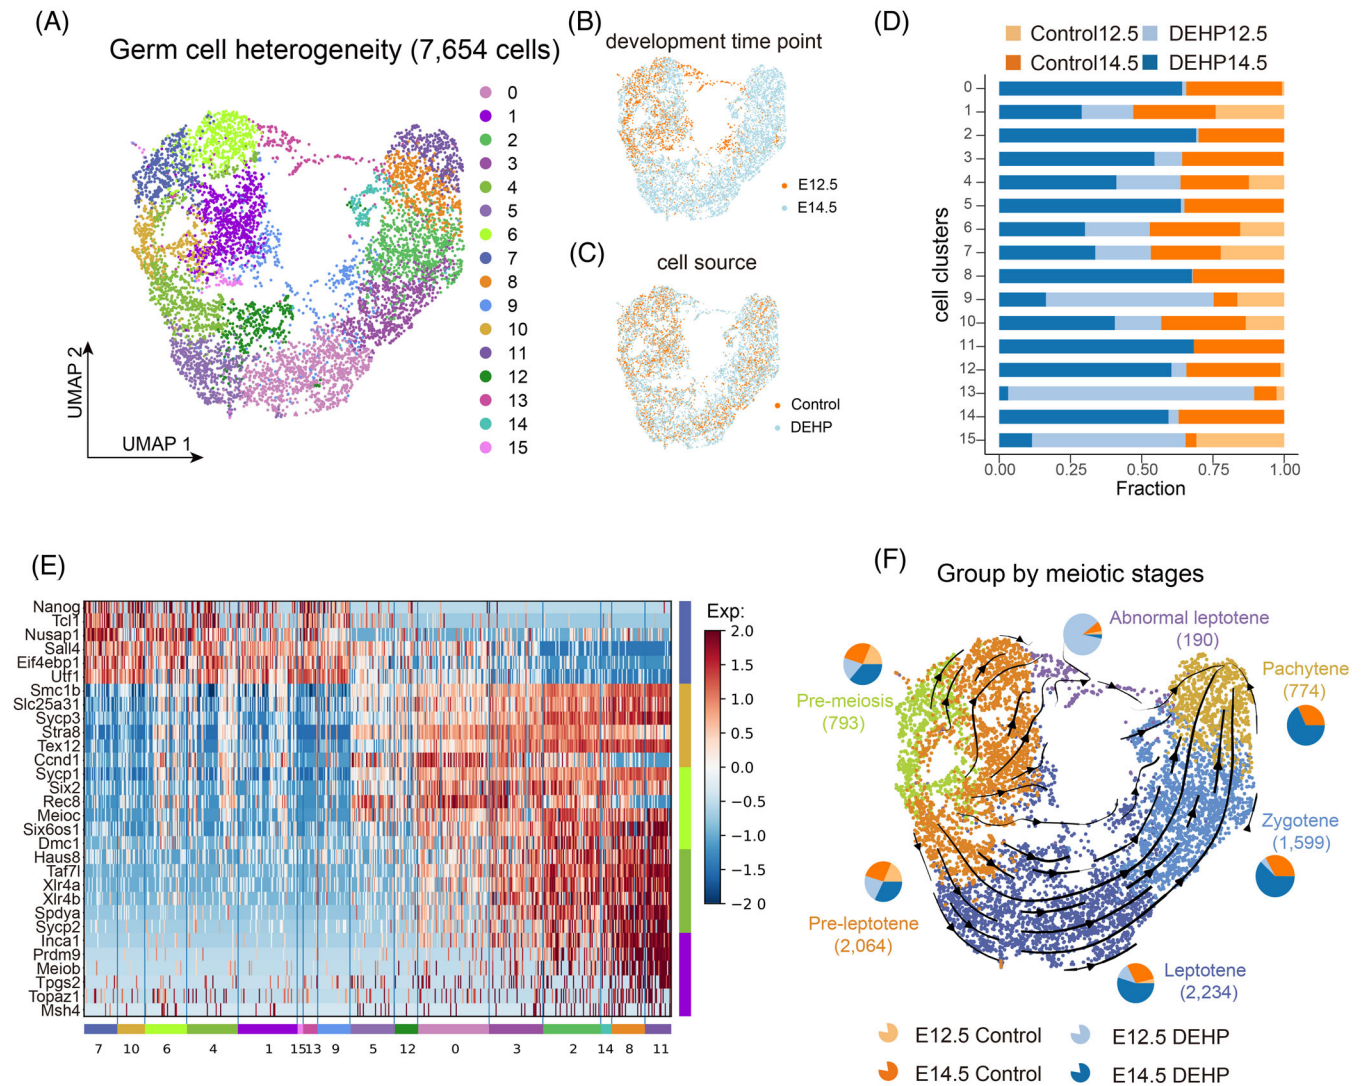 (A)
Germ cell heterogeneity (7,654 cells)
0
1
2
3
4
5
6
7
8
9
10
11
12
13
14
15
UMAP 2
UMAP 1
(B)
development time point
E12.5
E14.5
(C)
cell source
Control
DEHP
(D)
Control12.5 DEHP12.5
Control14.5 DEHP14.5
cell clusters
0
1
2
3
4
5
6
7
8
9
10
11
12
13
14
15
0.00 0.25 0.50 0.75 1.00
Fraction
(E)
Nanog
Tcl1
Nusap1
Sall4
Eif4ebp1
Utf1
Smc1b
Slc25a31
Sycp3
Stra8
Tex12
Ccnd1
Sycp1
Six2
Rec8
Meioc
Six6os1
Dmc1
Haus8
Taf7l
Xlr4a
Xlr4b
Spdya
Sycp2
Inca1
Prdm9
Meiob
Tpgs2
Topaz1
Msh4
7 10 6 4 1 15 13 9 5 12 0 3 2 14 8 11
Exp:
2.0
1.5
1.0
0.5
0.0
−0.5
−1.0
−1.5
−2 0
(F)
Group by meiotic stages
Abnormal leptotene
(190)
Pachytene
(774)
Pre-meiosis
(793)
Zygotene
(1,599)
Pre-leptotene
(2,064)
Leptotene
(2,234)
E12.5 Control E12.5 DEHP
E14.5 Control E14.5 DEHP